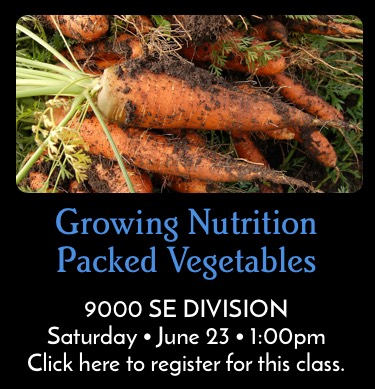 Growing Nutrition
Packed Vegetables
9000 SE DIVISION
Saturday • June 23 • 1:00pm
Click here to register for this class.